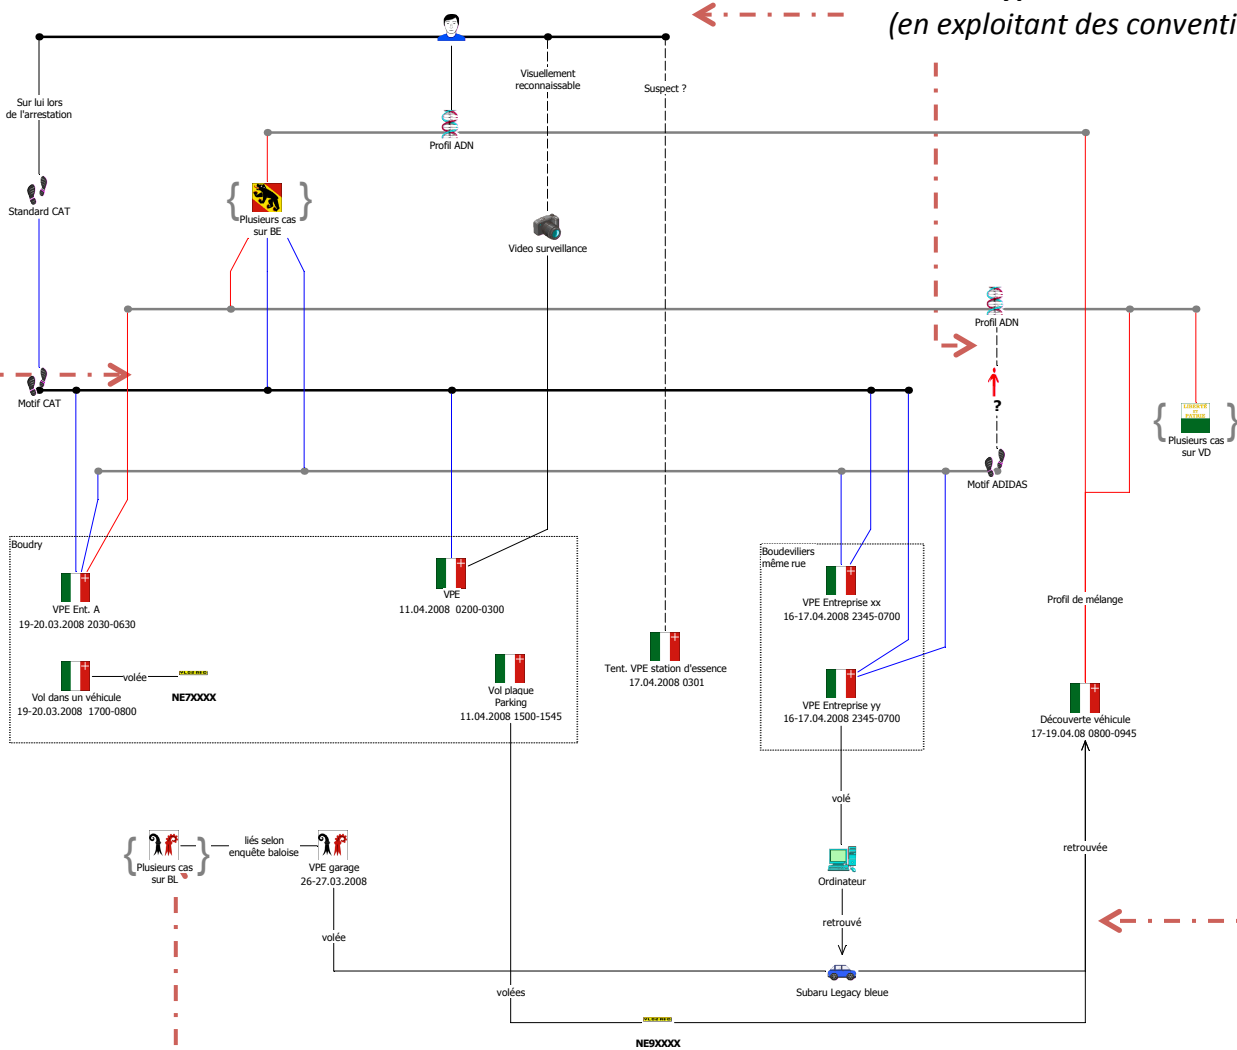 (en exploitant des conventi
Visuellement
reconnaissable
Suspect ?
Sur lui lors
de l'arrestation
Profil ADN
Standard CAT
Plusieurs cas
sur BE
Video surveillance
Profil ADN
Motif CAT
?
Plusieurs cas
sur VD
Motif ADIDAS
Boudry
Boudeviliers
même rue
VPE Ent. A
19-20.03.2008 2030-0630
VPE
11.04.2008 0200-0300
VPE Entreprise xx
16-17.04.2008 2345-0700
Profil de mélange
Vol dans un véhicule
19-20.03.2008 1700-0800
volée
NE7XXXX
Vol plaque
Parking
11.04.2008 1500-1545
Tent. VPE station d'essence
17.04.2008 0301
VPE Entreprise yy
16-17.04.2008 2345-0700
Découverte véhicule
17-19.04.08 0800-0945
volé
Plusieurs cas
sur BL
liés selon
enquête baloise
VPE garage
26-27.03.2008
Ordinateur
retrouvée
retrouvé
volée
Subaru Legacy bleue
volées
NE9XXXX